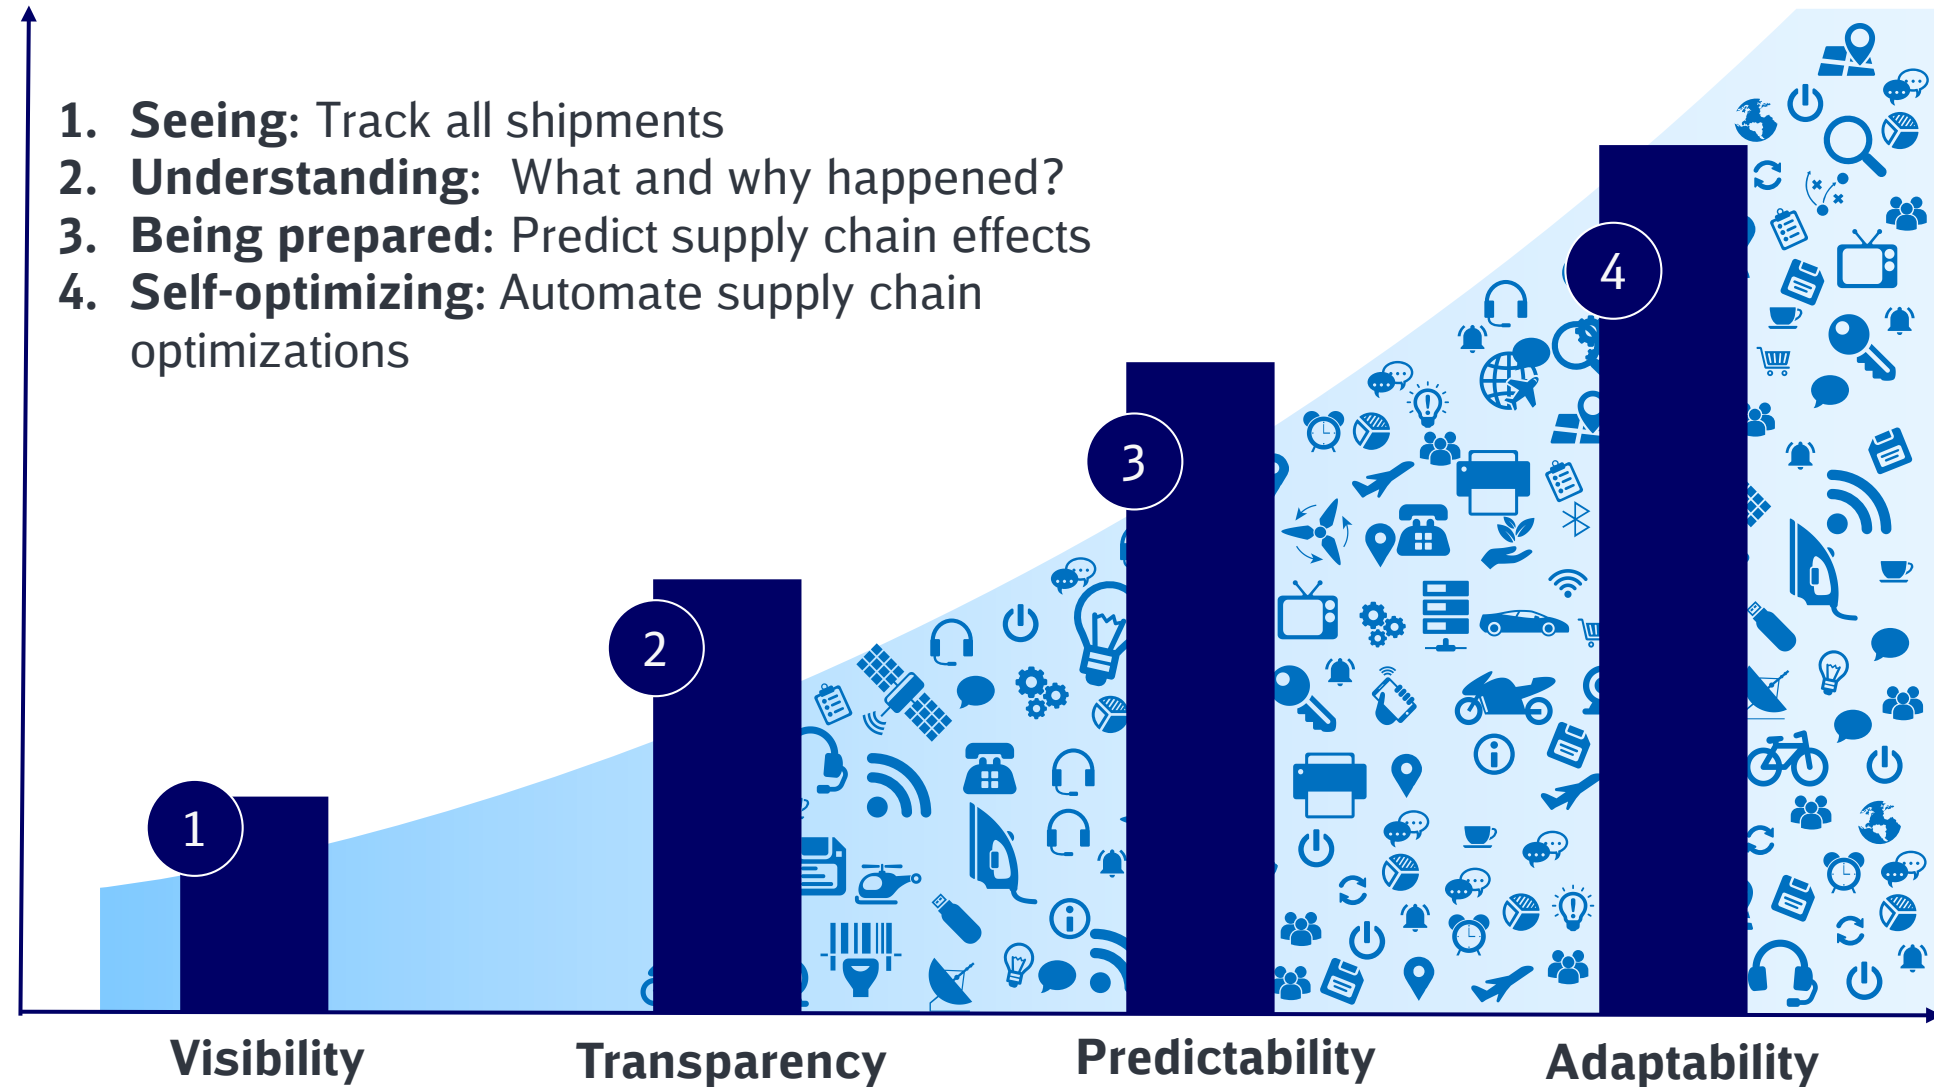 1. Seeing: Track all shipments
2. Understanding: What and why happened?
3. Being prepared: Predict supply chain effects
4. Self-optimizing: Automate supply chain
optimizations
4
3
2
1
Visibility Transparency Predictability Adaptability